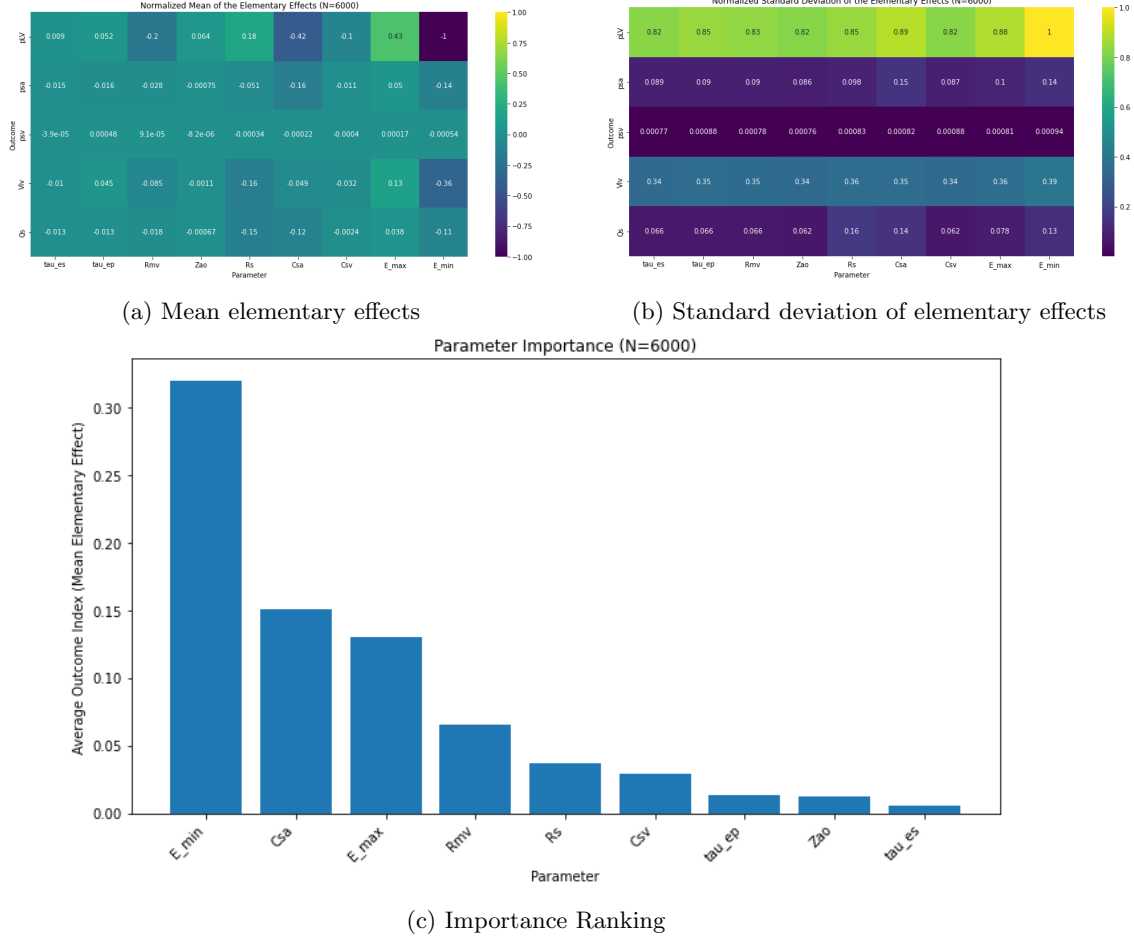 Normalized Mean of the Elementary Effects (N=6000)
Outcome
pLV 0.009 0.052 -0.2 0.064 0.18 -0.42 -0.1 0.43 -1
psa -0.015 -0.016 -0.028 -0.00075 -0.051 -0.16 -0.011 0.05 -0.14
psv -3.9e-05 0.00048 9.1e-05 -8.2e-06 -0.00034 -0.00022 -0.0004 0.00017 -0.00054
Vlv -0.01 0.045 -0.085 -0.0011 -0.16 -0.049 -0.032 0.13 -0.36
Qs -0.013 -0.013 -0.018 -0.00067 -0.15 -0.12 -0.0024 0.038 -0.11
tau_es tau_ep Rmv Zao Rs Csa Csv E_max E_min
Parameter
1.00
0.75
0.50
0.25
0.00
−0.25
−0.50
−0.75
−1.00
(a) Mean elementary effects
Normalized Standard Deviation of the Elementary Effects (N=6000)
Outcome
pLV 0.82 0.85 0.83 0.82 0.85 0.89 0.82 0.88 1
psa 0.089 0.09 0.09 0.086 0.098 0.15 0.087 0.1 0.14
psv 0.00077 0.00088 0.00078 0.00076 0.00083 0.00082 0.00088 0.00081 0.00094
Vlv 0.34 0.35 0.35 0.34 0.36 0.35 0.34 0.36 0.39
Qs 0.066 0.066 0.066 0.062 0.16 0.14 0.062 0.078 0.13
tau_es tau_ep Rmv Zao Rs Csa Csv E_max E_min
Parameter
1.0
0.8
0.6
0.4
0.2
(b) Standard deviation of elementary effects
Parameter Importance (N=6000)
Average Outcome Index (Mean Elementary Effect)
0.30
0.25
0.20
0.15
0.10
0.05
0.00
E_min Csa E_max Rmv Rs Csv tau_ep Zao tau_es
Parameter
(c) Importance Ranking